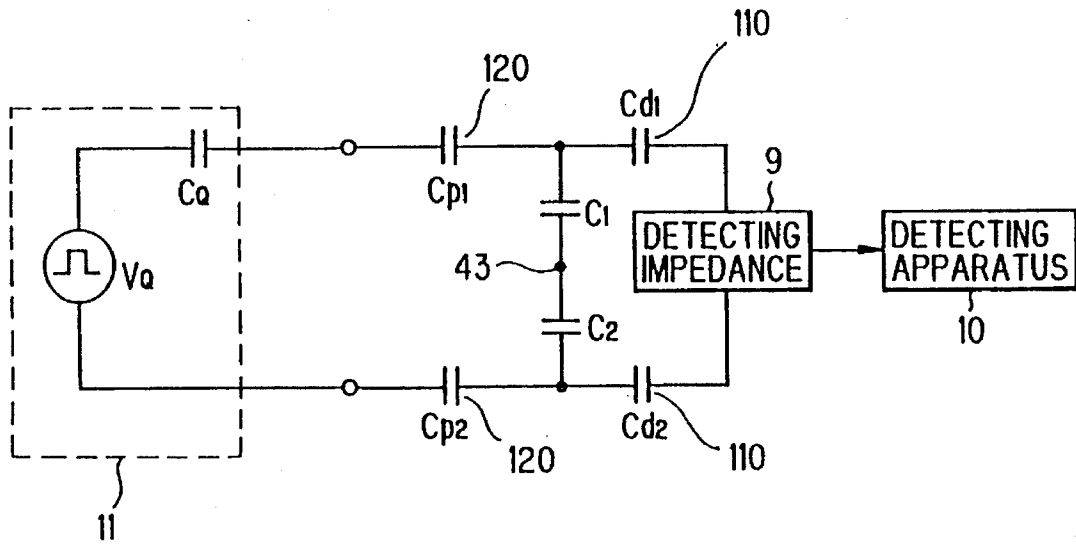 110
120
Cd1
9
CQ
Cp1
C1
DETECTING
IMPEDANCE
DETECTING
APPARATUS
43
VQ
10
C2
Cp2
120
Cd2
110
11